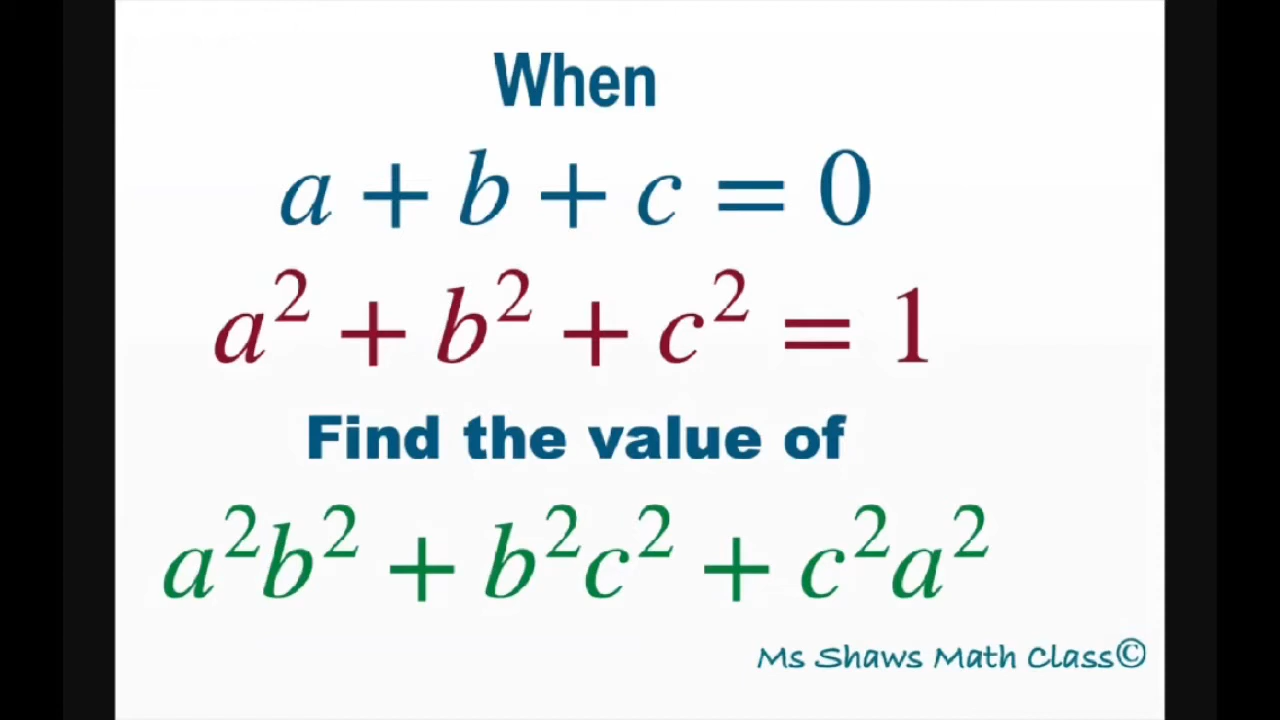 When
a + b + c = 0
a² + b² + c² = 1
Find the value of
a²b² + b²c² + c²a²
Ms Shaws Math Class©